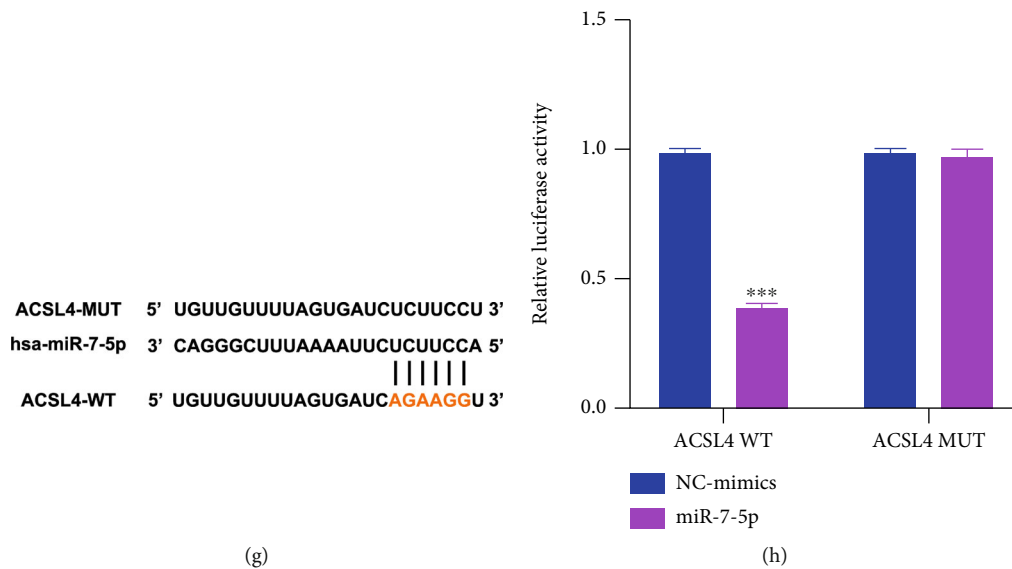 ACSL4-MUT 5’ UGUUGUUUUAGUGAUCUCUUCCU 3’
hsa-miR-7-5p 3’ CAGGGCUUUAAAAUUCUCUUCCA 5’
ACSL4-WT 5’ UGUUGUUUUAGUGAUCAGAAGGU 3’
(g)
Relative luciferase activity
1.5
1.0
0.5
0.0
***
ACSL4 WT
ACSL4 MUT
NC-mimics
miR-7-5p
(h)